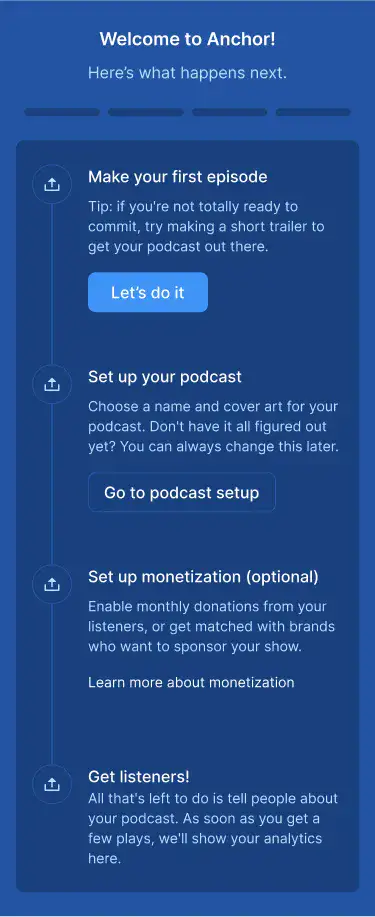 Welcome to Anchor!
Here's what happens next.
Make your first episode
Tip: if you're not totally ready to
commit, try making a short trailer to
get your podcast out there.
Let's do it
Set up your podcast
Choose a name and cover art for your
podcast. Don't have it all figured out
yet? You can always change this later.
Go to podcast setup
Set up monetization (optional)
Enable monthly donations from your
listeners, or get matched with brands
who want to sponsor your show.
Learn more about monetization
Get listeners!
All that's left to do is tell people about
your podcast. As soon as you get a
few plays, we'll show your analytics
here.